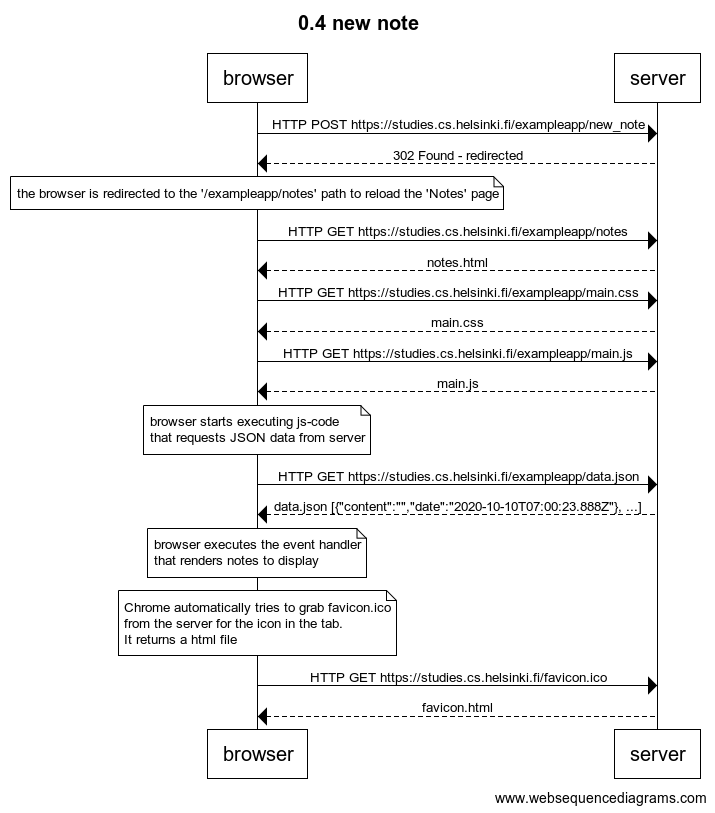 0.4 new note
browser
server
HTTP POST https://studies.cs.helsinki.fi/exampleapp/new_note
302 Found - redirected
the browser is redirected to the '/exampleapp/notes' path to reload the 'Notes' page
HTTP GET https://studies.cs.helsinki.fi/exampleapp/notes
notes.html
HTTP GET https://studies.cs.helsinki.fi/exampleapp/main.css
main.css
HTTP GET https://studies.cs.helsinki.fi/exampleapp/main.js
main.js
browser starts executing js-code
that requests JSON data from server
HTTP GET https://studies.cs.helsinki.fi/exampleapp/data.json
data.json [{"content":"","date":"2020-10-10T07:00:23.888Z"}, ...]
browser executes the event handler
that renders notes to display
Chrome automatically tries to grab favicon.ico
from the server for the icon in the tab.
It returns a html file
HTTP GET https://studies.cs.helsinki.fi/favicon.ico
favicon.html
browser
server
www.websequencediagrams.com